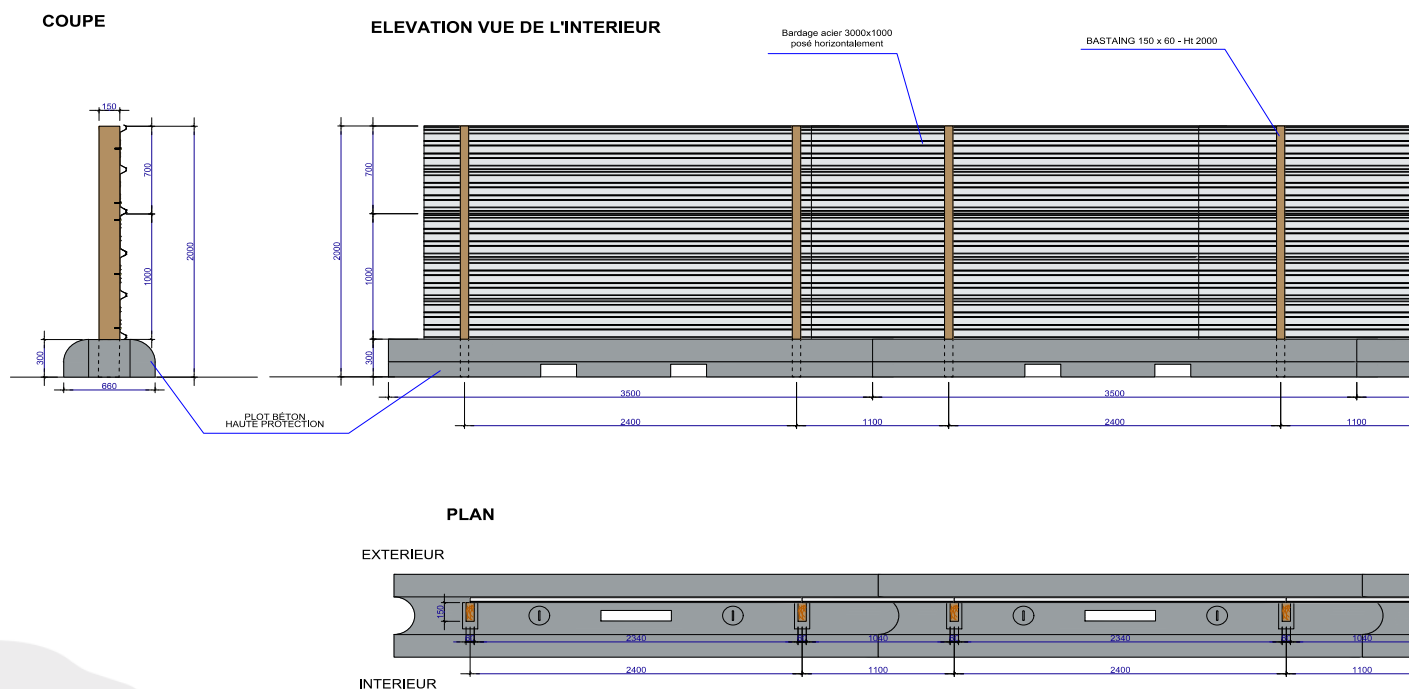 COUPE
ELEVATION VUE DE L'INTERIEUR
Bardage acier 3000x1000
posé horizontalement
BASTAING 150 x 60 - Ht 2000
150
700
1000
2000
300
660
2000
700
1000
300
PLOT BÉTON
HAUTE PROTECTION
3500
3500
2400
1100
2400
1100
PLAN
EXTERIEUR
150
2340
1040
2340
1040
2400
1100
2400
1100
INTERIEUR